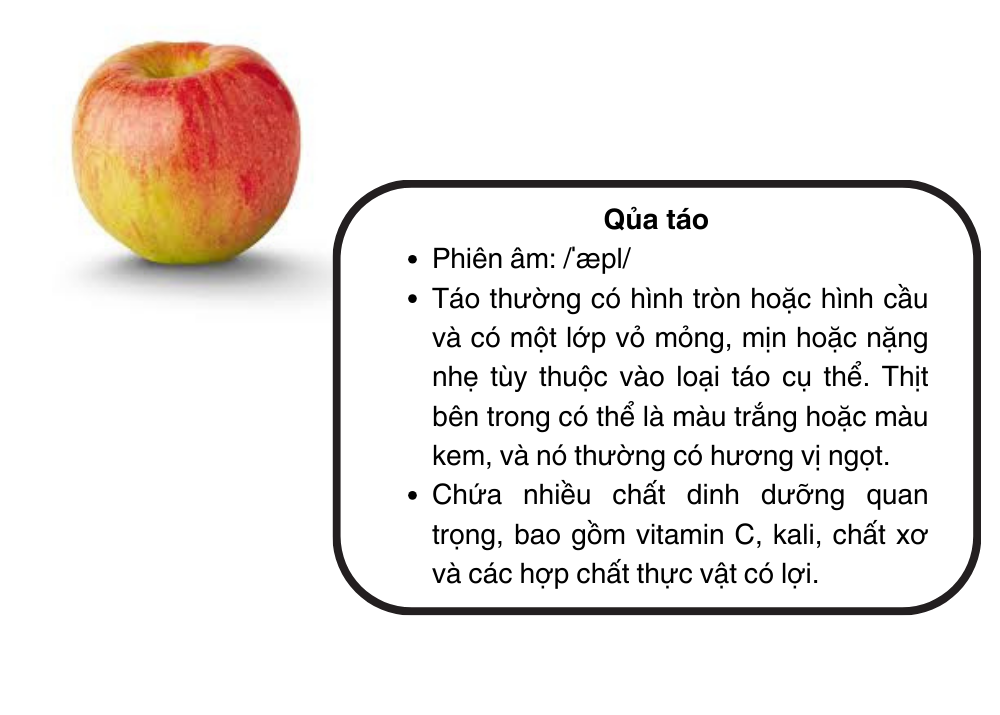 Qủa táo
Phiên âm: /ˈæpl/
Táo thường có hình tròn hoặc hình cầu
và có một lớp vỏ mỏng, mịn hoặc nặng
nhẹ tùy thuộc vào loại táo cụ thể. Thịt
bên trong có thể là màu trắng hoặc màu
kem, và nó thường có hương vị ngọt.
Chứa nhiều chất dinh dưỡng quan
trọng, bao gồm vitamin C, kali, chất xơ
và các hợp chất thực vật có lợi.